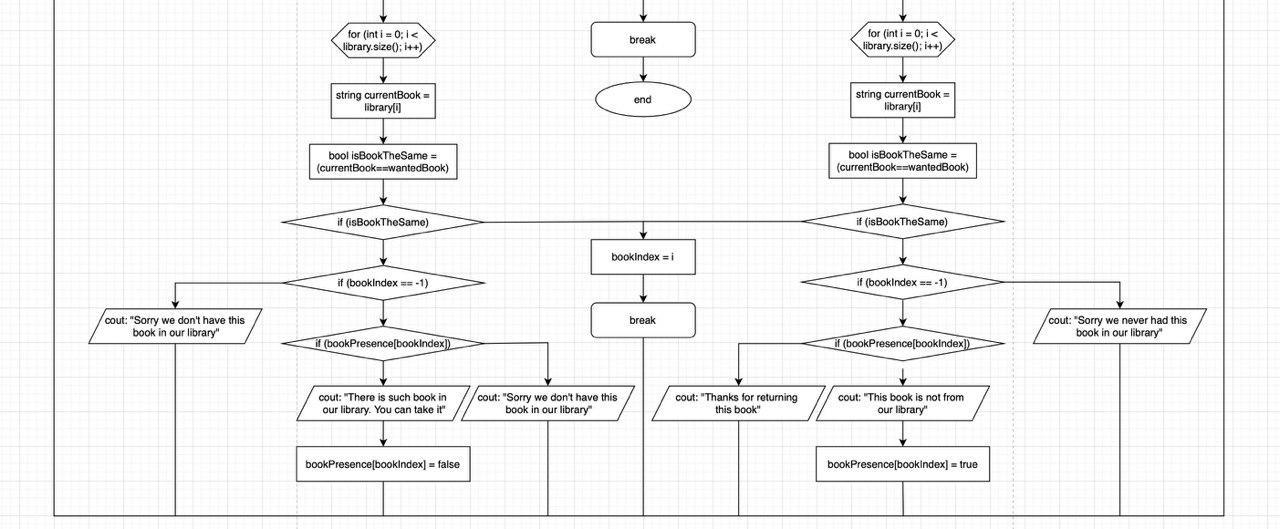 for (int i = 0; i <
library.size(); i++)
break
for (int i = 0; i <
library.size(); i++)
string currentBook =
library[i]
end
string currentBook =
library[i]
bool isBookTheSame =
(currentBook==wantedBook)
bool isBookTheSame =
(currentBook==wantedBook)
if (isBookTheSame)
if (isBookTheSame)
bookIndex = i
if (bookIndex == -1)
if (bookIndex == -1)
cout: "Sorry we don't have this
book in our library"
break
cout: "Sorry we never had this
book in our library"
if (bookPresence[bookIndex])
if (bookPresence[bookIndex])
cout: "There is such book in
our library. You can take it"
cout: "Sorry we don't have this
book in our library"
cout: "Thanks for returning
this book"
cout: "This book is not from
our library"
bookPresence[bookIndex] = false
bookPresence[bookIndex] = true